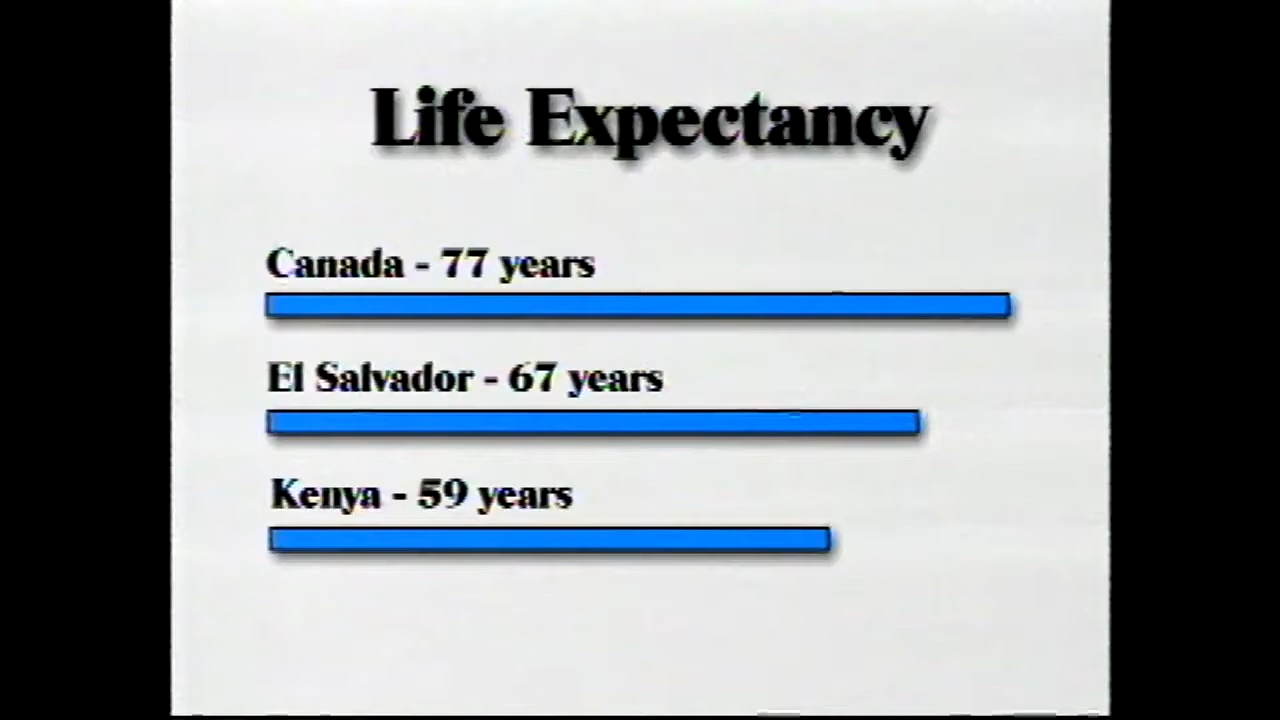 Life Expectancy
Canada - 77 years
El Salvador - 67 years
Kenya - 59 years